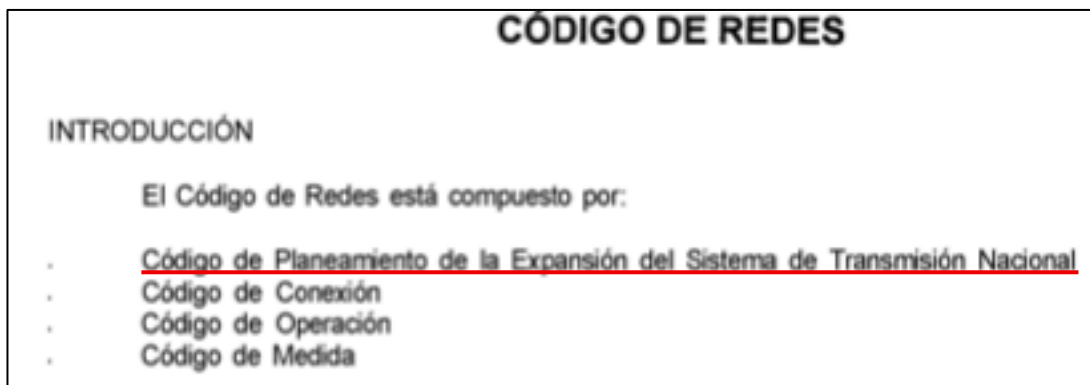 CÓDIGO DE REDES
INTRODUCCIÓN
El Código de Redes está compuesto por:
. Código de Planeamiento de la Expansión del Sistema de Transmisión Nacional
. Código de Conexión
. Código de Operación
. Código de Medida